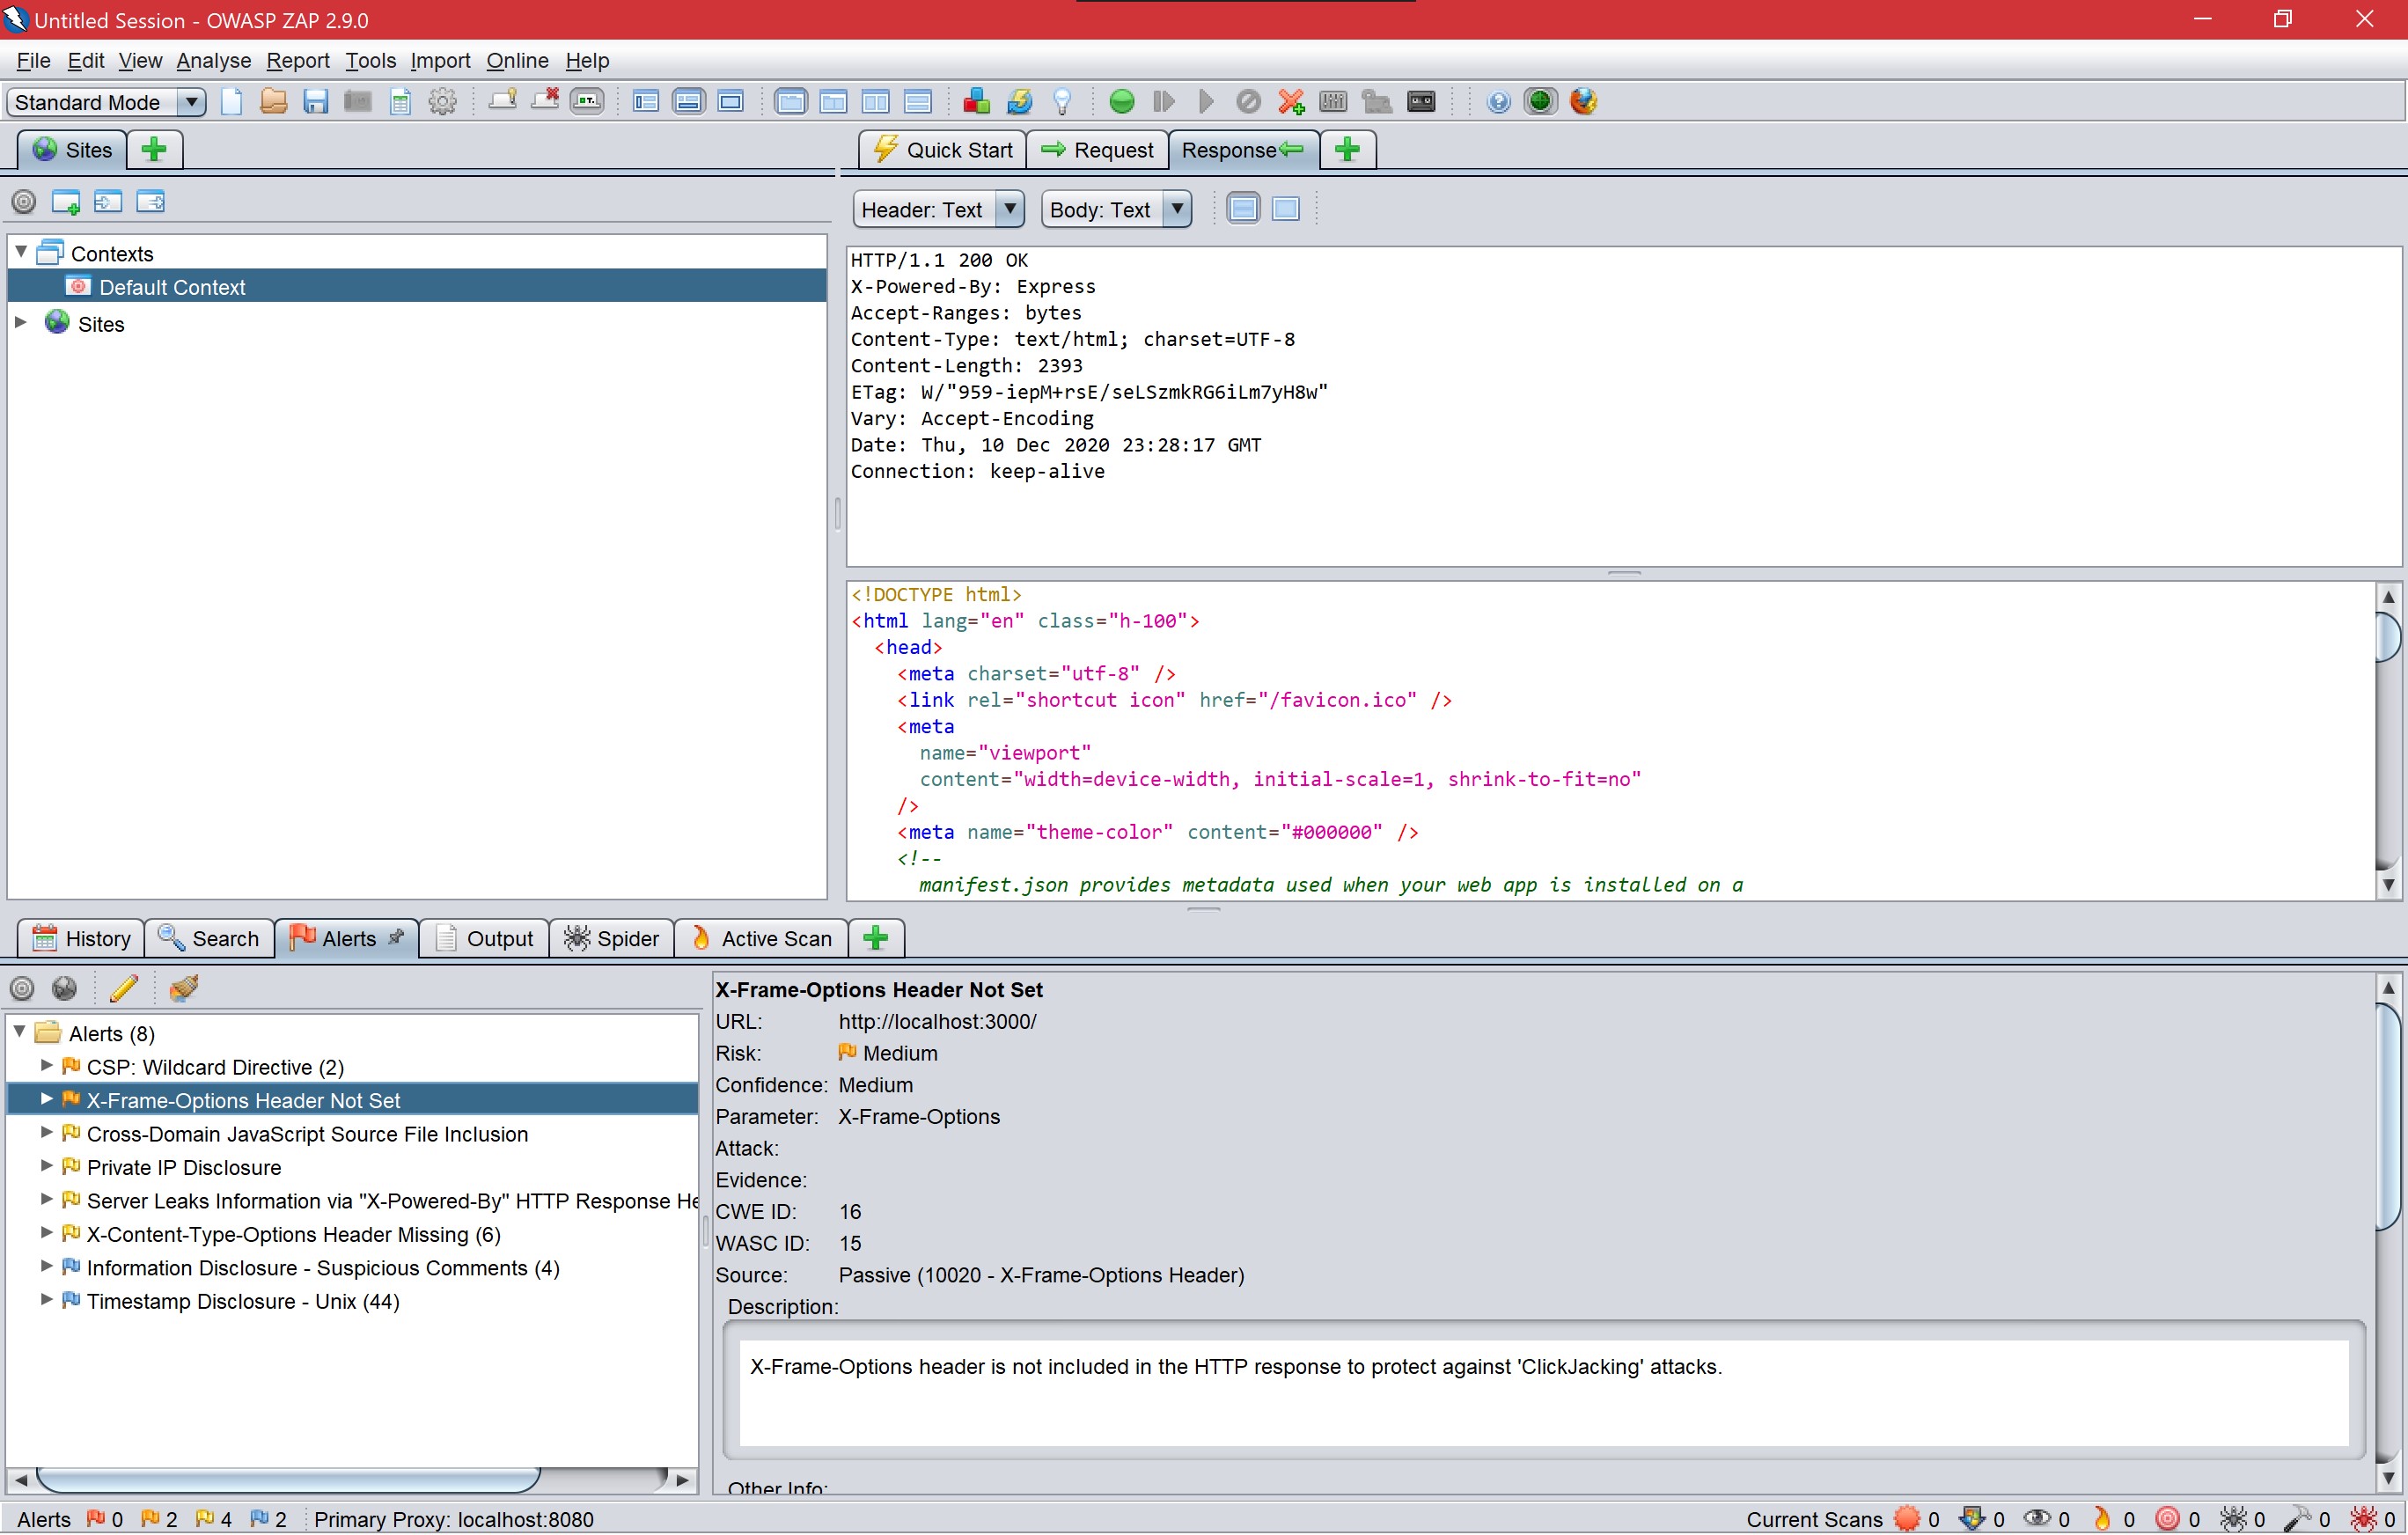 Untitled Session - OWASP ZAP 2.9.0
File Edit View Analyse Report Tools Import Online Help
Standard Mode
Sites
Quick Start
Request
Response
Header: Text
Body: Text
Contexts
Default Context
Sites
HTTP/1.1 200 OK
X-Powered-By: Express
Accept-Ranges: bytes
Content-Type: text/html; charset=UTF-8
Content-Length: 2393
ETag: W/"959-iepM+rsE/seLSzmkRG6iLm7yH8w"
Vary: Accept-Encoding
Date: Thu, 10 Dec 2020 23:28:17 GMT
Connection: keep-alive
<!DOCTYPE html>
<html lang="en" class="h-100">
<head>
<meta charset="utf-8" />
<link rel="shortcut icon" href="/favicon.ico" />
<meta
name="viewport"
content="width=device-width, initial-scale=1, shrink-to-fit=no"
/>
<meta name="theme-color" content="#000000" />
<!--
manifest.json provides metadata used when your web app is installed on a
History
Search
Alerts
Output
Spider
Active Scan
Alerts (8)
CSP: Wildcard Directive (2)
X-Frame-Options Header Not Set
Cross-Domain JavaScript Source File Inclusion
Private IP Disclosure
Server Leaks Information via "X-Powered-By" HTTP Response He
X-Content-Type-Options Header Missing (6)
Information Disclosure - Suspicious Comments (4)
Timestamp Disclosure - Unix (44)
X-Frame-Options Header Not Set
URL: http://localhost:3000/
Risk: Medium
Confidence: Medium
Parameter: X-Frame-Options
Attack:
Evidence:
CWE ID: 16
WASC ID: 15
Source: Passive (10020 - X-Frame-Options Header)
Description:
X-Frame-Options header is not included in the HTTP response to protect against 'ClickJacking' attacks.
Other Info:
Alerts 0 2 4 2 Primary Proxy: localhost:8080
Current Scans 0 0 0 0 0 0 0 0